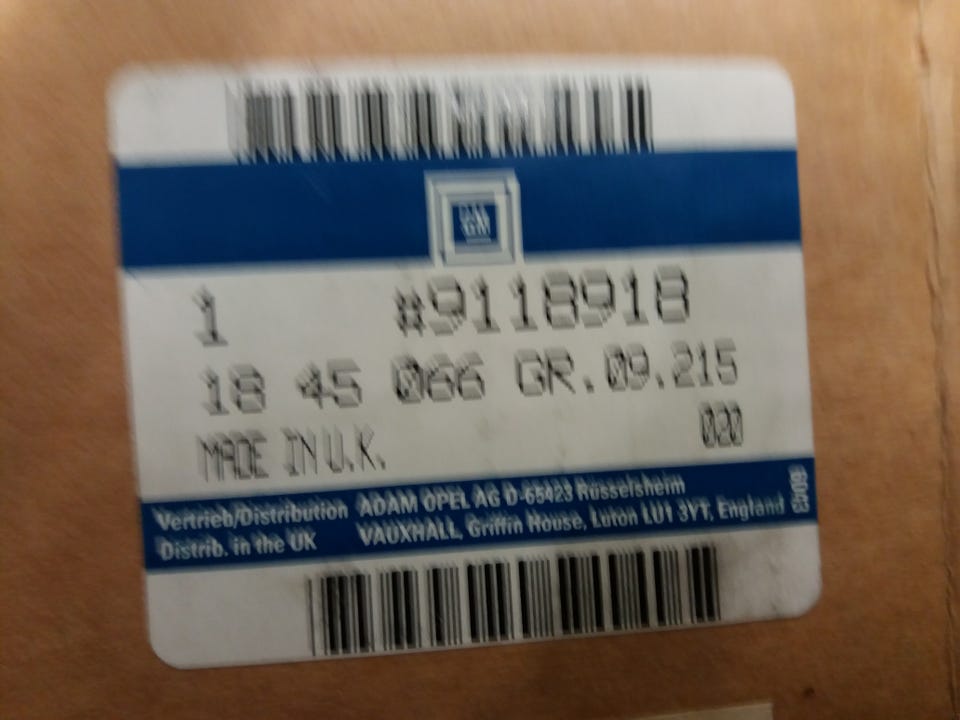 GM
1 #9118918
18 45 066 GR.09.215
MADE IN U.K. 020
Vertrieb/Distribution ADAM OPEL AG D-65423 Rüsselsheim
Distrib. in the UK VAUXHALL, Griffin House, Luton LU1 3YT, England